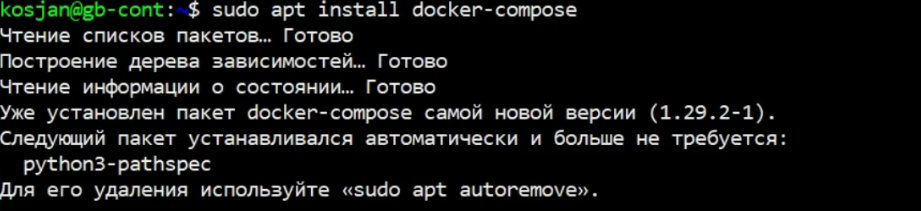 kosjan@gb-cont:~$ sudo apt install docker-compose
Чтение списков пакетов… Готово
Построение дерева зависимостей… Готово
Чтение информации о состоянии… Готово
Уже установлен пакет docker-compose самой новой версии (1.29.2-1).
Следующий пакет устанавливался автоматически и больше не требуется:
  python3-pathspec
Для его удаления используйте «sudo apt autoremove».